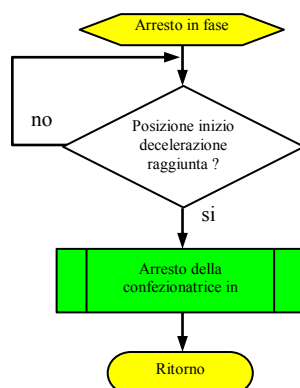 Arresto in fase
no
Posizione inizio
decelerazione
raggiunta ?
si
Arresto della
confezionatrice in
Ritorno